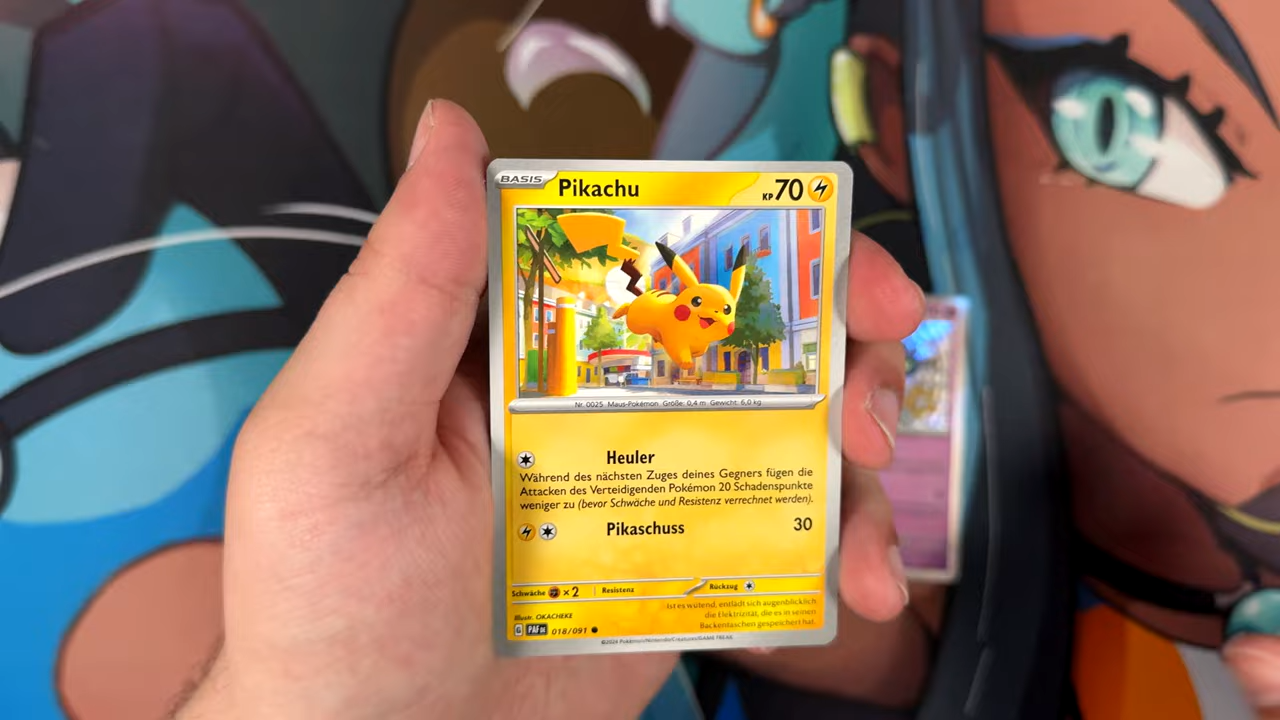 BASIS Pikachu KP 70
Nr. 0025 Maus-Pokémon Größe: 0,4 m Gewicht: 6,0 kg
Heuler
Während des nächsten Zuges deines Gegners fügen die
Attacken des Verteidigenden Pokémon 20 Schadenspunkte
weniger zu (bevor Schwäche und Resistenz verrechnet werden).
Pikaschuss 30
Schwäche ×2 Resistenz Rückzug
Illustr. OKACHEKE
Ist es wütend, entlädt sich augenblicklich
die Elektrizität, die es in seinen
Backentaschen gespeichert hat.
G PAF DE 018/091
©2024 Pokémon/Nintendo/Creatures/GAME FREAK